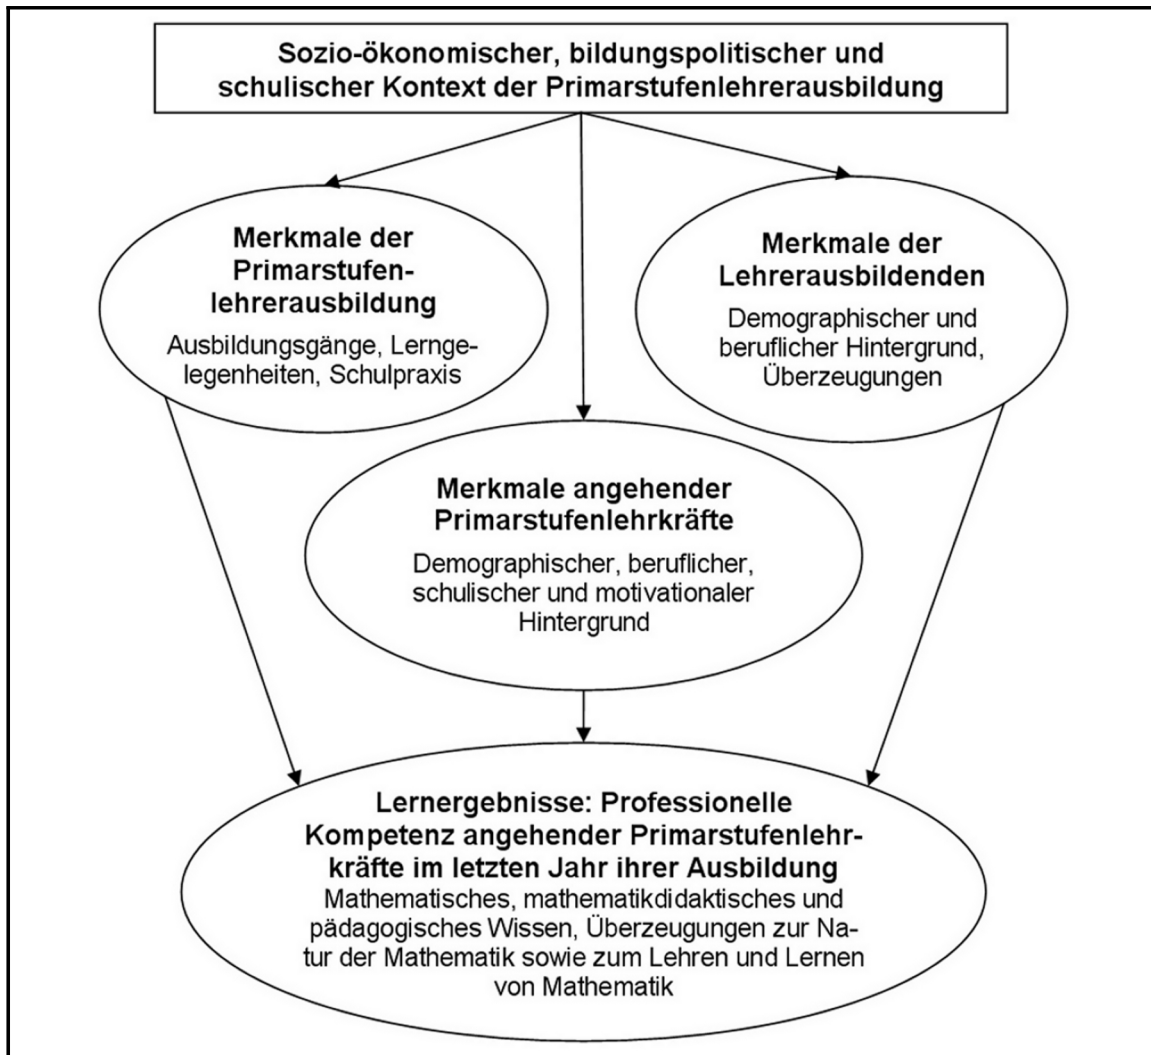 Sozio-ökonomischer, bildungspolitischer und
schulischer Kontext der Primarstufenlehrerausbildung
Merkmale der
Primarstufen-
lehrerausbildung
Ausbildungsgänge, Lernge-
legenheiten, Schulpraxis
Merkmale der
Lehrerausbildenden
Demographischer und
beruflicher Hintergrund,
Überzeugungen
Merkmale angehender
Primarstufenlehrkräfte
Demographischer, beruflicher,
schulischer und motivationaler
Hintergrund
Lernergebnisse: Professionelle
Kompetenz angehender Primarstufenlehr-
kräfte im letzten Jahr ihrer Ausbildung
Mathematisches, mathematikdidaktisches und
pädagogisches Wissen, Überzeugungen zur Na-
tur der Mathematik sowie zum Lehren und Lernen
von Mathematik